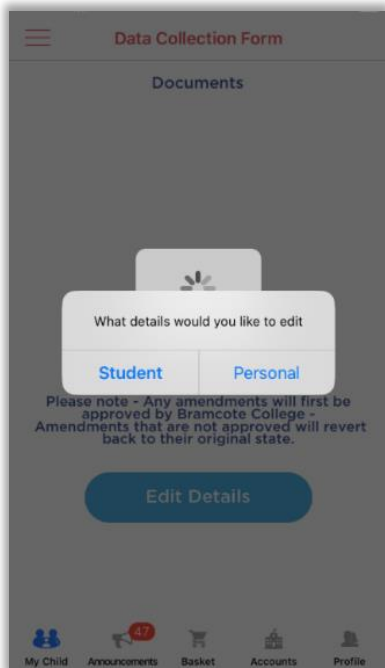 Data Collection Form
Documents
What details would you like to edit
Student Personal
Please note - Any amendments will first be
approved by Bramcote College -
Amendments that are not approved will revert
back to their original state.
Edit Details
47
My Child Announcements Basket Accounts Profile